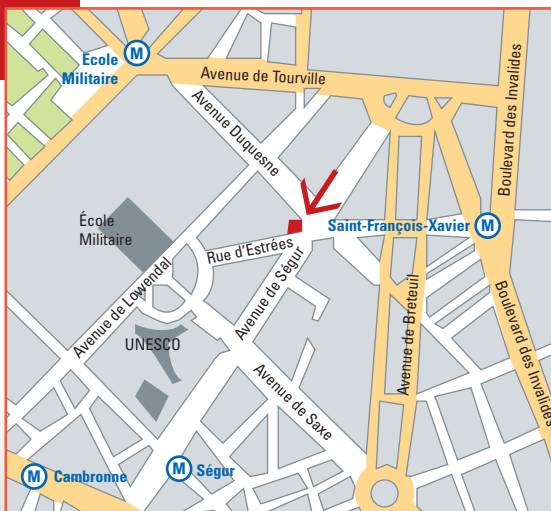 École
Militaire
M
Avenue de Tourville
Boulevard des Invalides
Avenue Duquesne
École
Militaire
Rue d'Estrées
Saint-François-Xavier
M
Avenue de Lowendal
Avenue de Ségur
UNESCO
Avenue de Breteuil
Boulevard des Invalides
Avenue de Saxe
M
Cambronne
M
Ségur